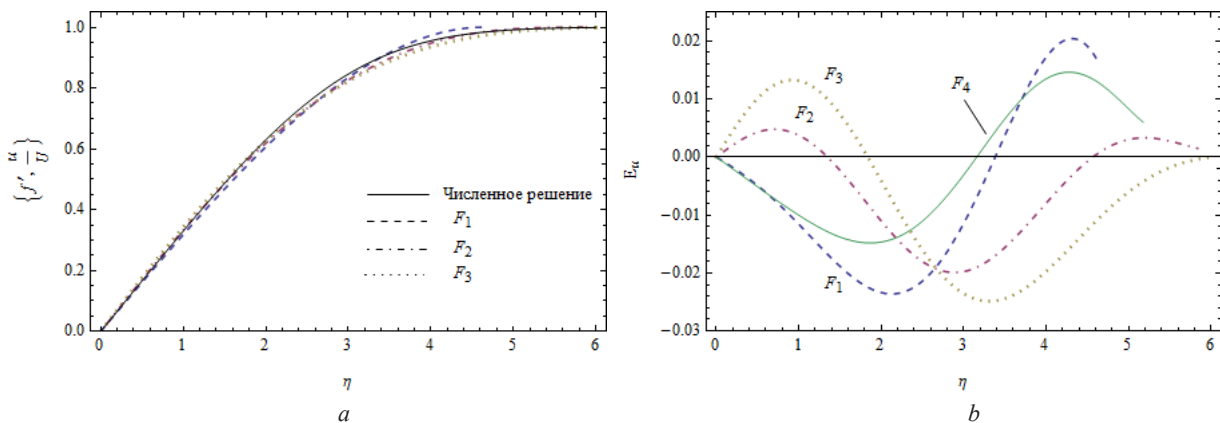 1.0
0.8
0.6
0.4
0.2
0.0
{f′, u/U}
Численное решение
F1
F2
F3
0 1 2 3 4 5 6
η
a
0.02
0.01
0.00
−0.01
−0.02
−0.03
Eu
F3
F2
F4
F1
0 1 2 3 4 5 6
η
b